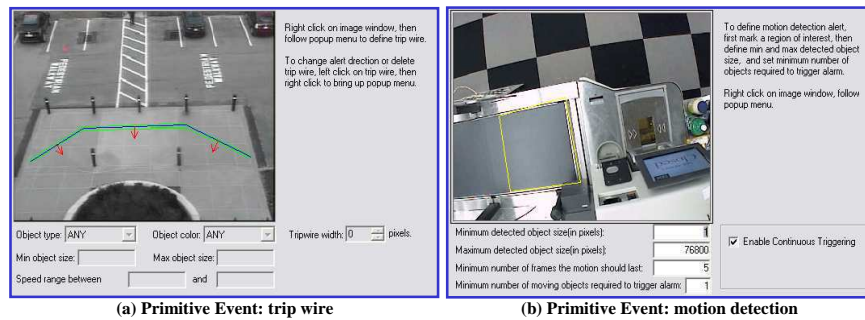 Right click on image window, then
follow popup menu to define trip wire.
To change alert drection or delete
trip wire, left click on trip wire, then
right click to bring up popup menu.
PEDESTRIAN
WALKWAY
PEDESTRIAN
WALKWAY
Object type: ANY
Object color: ANY
Tripwire width: 0 pixels.
Min object size:
Max object size:
Speed range between and
(a) Primitive Event: trip wire
To define motion detection alert,
first mark a region of interest, then
define min and max detected object
size, and set minimum number of
objects required to trigger alarm.
Right click on image window, follow
popup menu.
Closed
Minimum detected object size(in pixels): 1
Maximum detected object size(in pixels): 76800
Minimum number of frames the motion should last: 5
Minimum number of moving objects required to trigger alarm: 1
Enable Continuous Triggering
(b) Primitive Event: motion detection